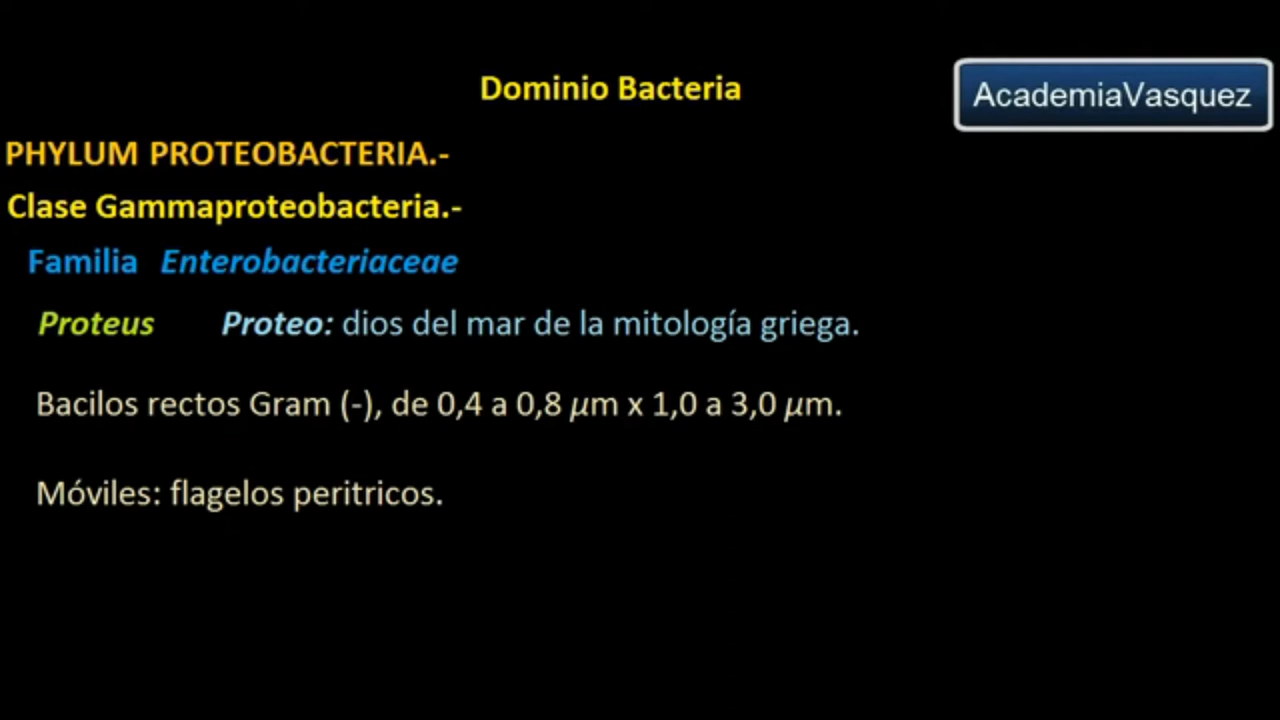 Dominio Bacteria
AcademiaVasquez
PHYLUM PROTEOBACTERIA.-
Clase Gammaproteobacteria.-
Familia Enterobacteriaceae
Proteus Proteo: dios del mar de la mitología griega.
Bacilos rectos Gram (-), de 0,4 a 0,8 µm x 1,0 a 3,0 µm.
Móviles: flagelos peritricos.